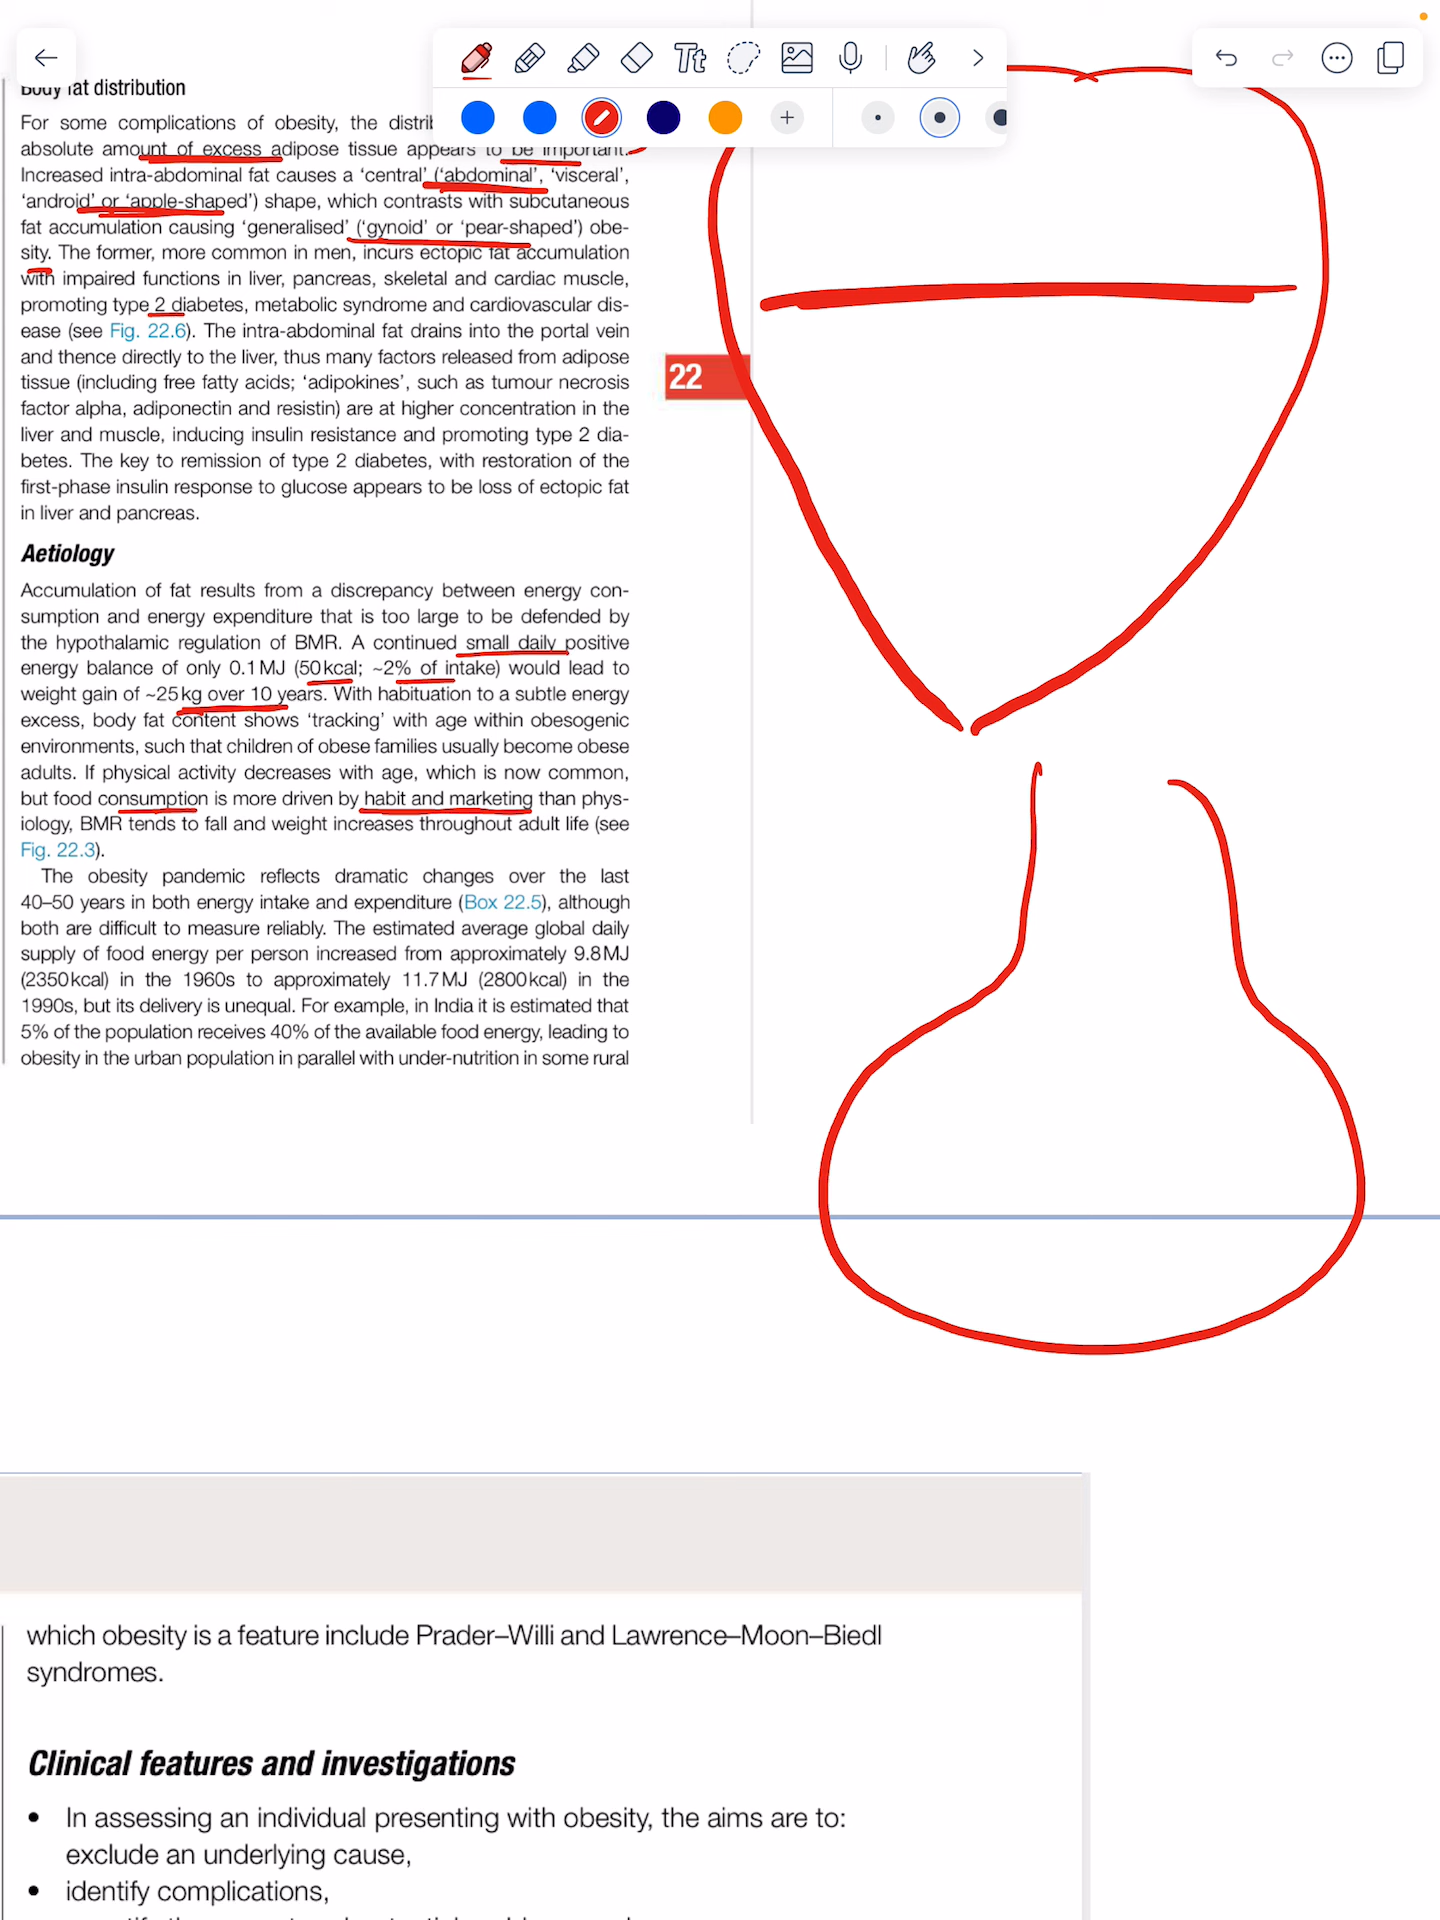 Body fat distribution
For some complications of obesity, the distri
absolute amount of excess adipose tissue appears to be important.
Increased intra-abdominal fat causes a ‘central’ (‘abdominal’, ‘visceral’,
‘android’ or ‘apple-shaped’) shape, which contrasts with subcutaneous
fat accumulation causing ‘generalised’ (‘gynoid’ or ‘pear-shaped’) obe-
sity. The former, more common in men, incurs ectopic fat accumulation
with impaired functions in liver, pancreas, skeletal and cardiac muscle,
promoting type 2 diabetes, metabolic syndrome and cardiovascular dis-
ease (see Fig. 22.6). The intra-abdominal fat drains into the portal vein
and thence directly to the liver, thus many factors released from adipose
tissue (including free fatty acids; ‘adipokines’, such as tumour necrosis
factor alpha, adiponectin and resistin) are at higher concentration in the
liver and muscle, inducing insulin resistance and promoting type 2 dia-
betes. The key to remission of type 2 diabetes, with restoration of the
first-phase insulin response to glucose appears to be loss of ectopic fat
in liver and pancreas.
Aetiology
Accumulation of fat results from a discrepancy between energy con-
sumption and energy expenditure that is too large to be defended by
the hypothalamic regulation of BMR. A continued small daily positive
energy balance of only 0.1 MJ (50 kcal; ~2% of intake) would lead to
weight gain of ~25 kg over 10 years. With habituation to a subtle energy
excess, body fat content shows ‘tracking’ with age within obesogenic
environments, such that children of obese families usually become obese
adults. If physical activity decreases with age, which is now common,
but food consumption is more driven by habit and marketing than phys-
iology, BMR tends to fall and weight increases throughout adult life (see
Fig. 22.3).
The obesity pandemic reflects dramatic changes over the last
40–50 years in both energy intake and expenditure (Box 22.5), although
both are difficult to measure reliably. The estimated average global daily
supply of food energy per person increased from approximately 9.8 MJ
(2350 kcal) in the 1960s to approximately 11.7 MJ (2800 kcal) in the
1990s, but its delivery is unequal. For example, in India it is estimated that
5% of the population receives 40% of the available food energy, leading to
obesity in the urban population in parallel with under-nutrition in some rural
22
Tt
which obesity is a feature include Prader–Willi and Lawrence–Moon–Biedl
syndromes.
Clinical features and investigations
• In assessing an individual presenting with obesity, the aims are to:
exclude an underlying cause,
• identify complications,